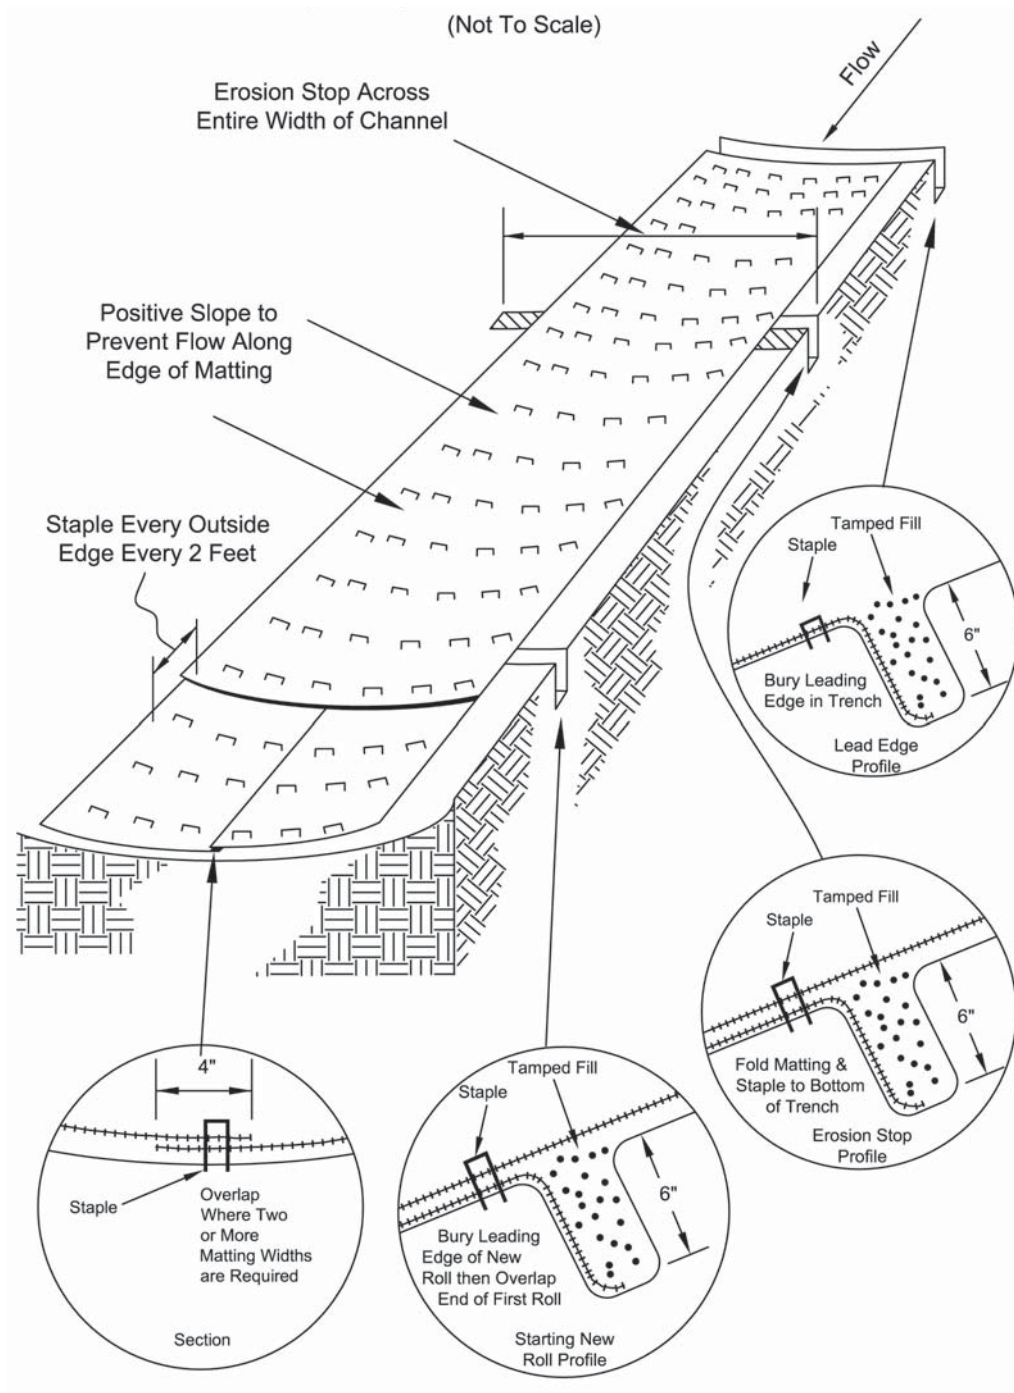 (Not To Scale)
Flow
Erosion Stop Across
Entire Width of Channel
Positive Slope to
Prevent Flow Along
Edge of Matting
Staple Every Outside
Edge Every 2 Feet
Tamped Fill
Staple
6"
Bury Leading
Edge in Trench
Lead Edge
Profile
Tamped Fill
Staple
6"
Fold Matting &
Staple to Bottom
of Trench
Erosion Stop
Profile
Tamped Fill
Staple
6"
Bury Leading
Edge of New
Roll then Overlap
End of First Roll
Starting New
Roll Profile
4"
Staple
Overlap
Where Two
or More
Matting Widths
are Required
Section